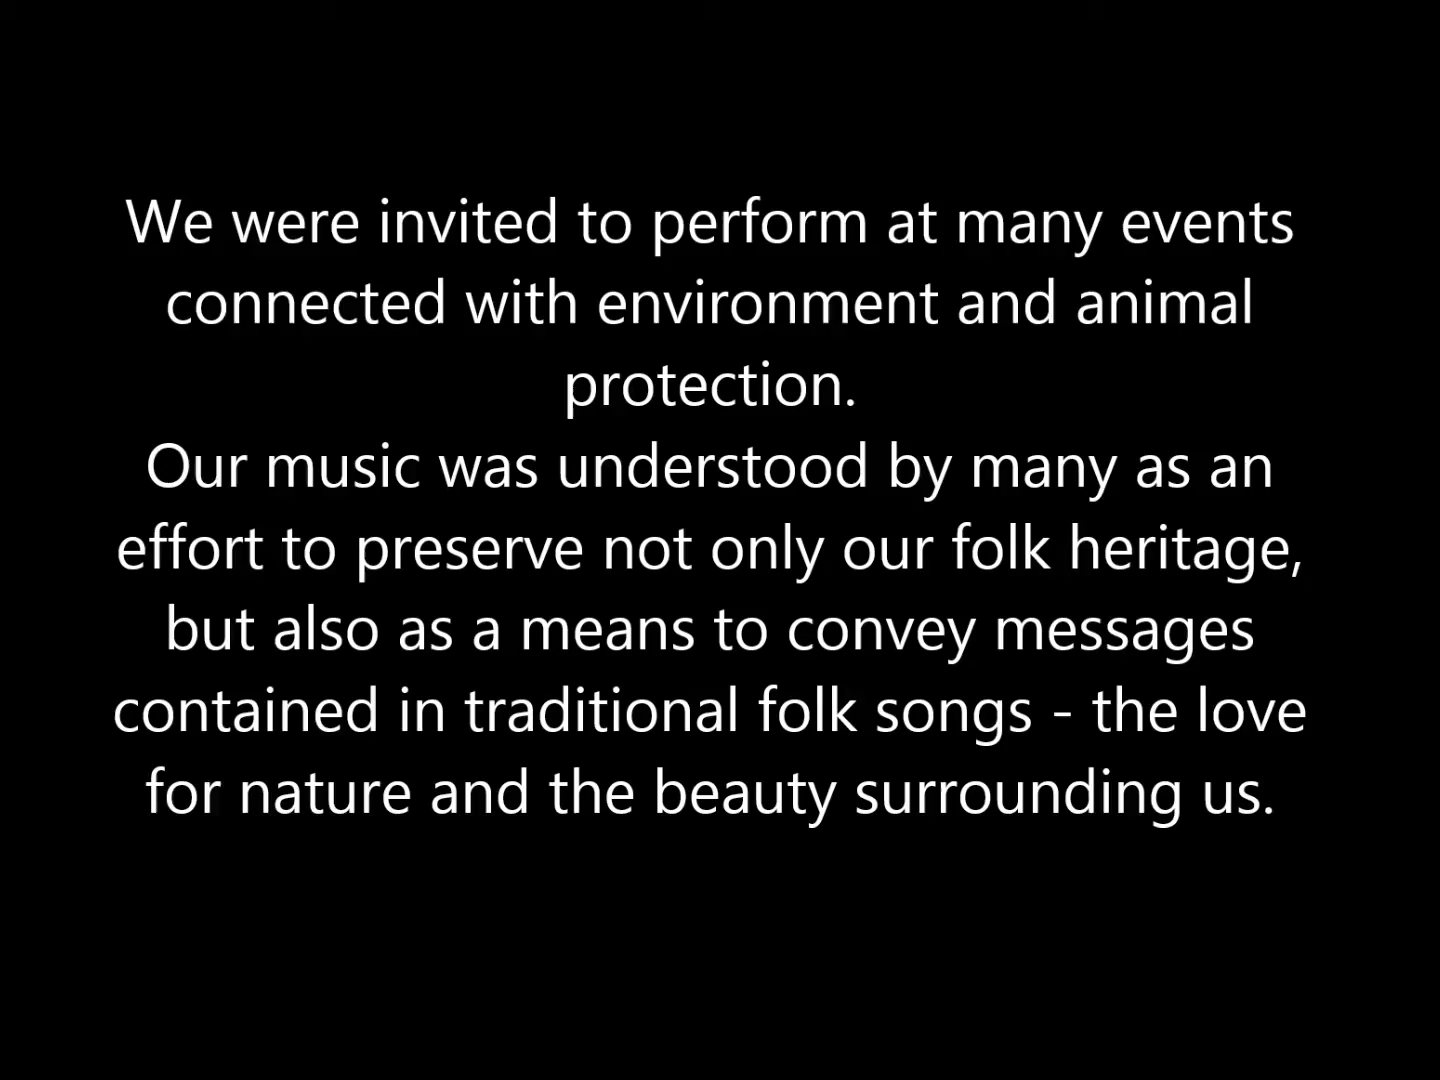 We were invited to perform at many events
connected with environment and animal
protection.
Our music was understood by many as an
effort to preserve not only our folk heritage,
but also as a means to convey messages
contained in traditional folk songs - the love
for nature and the beauty surrounding us.